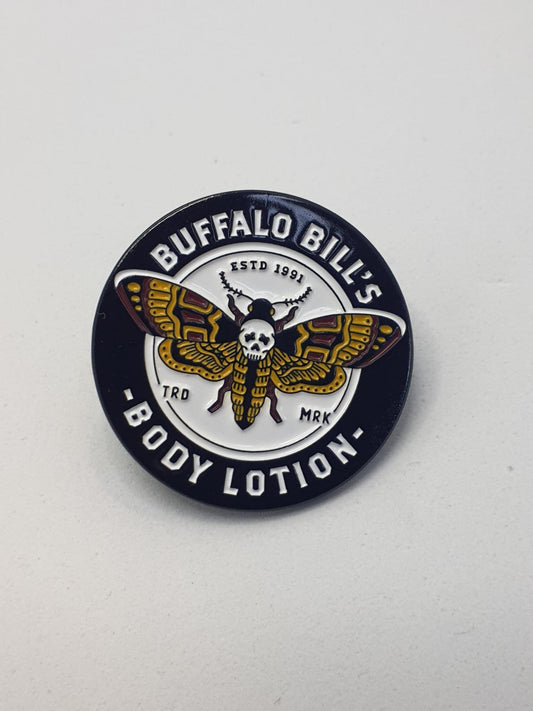 BUFFALO BILL'S
ESTD 1991
TRD MRK
-BODY LOTION-